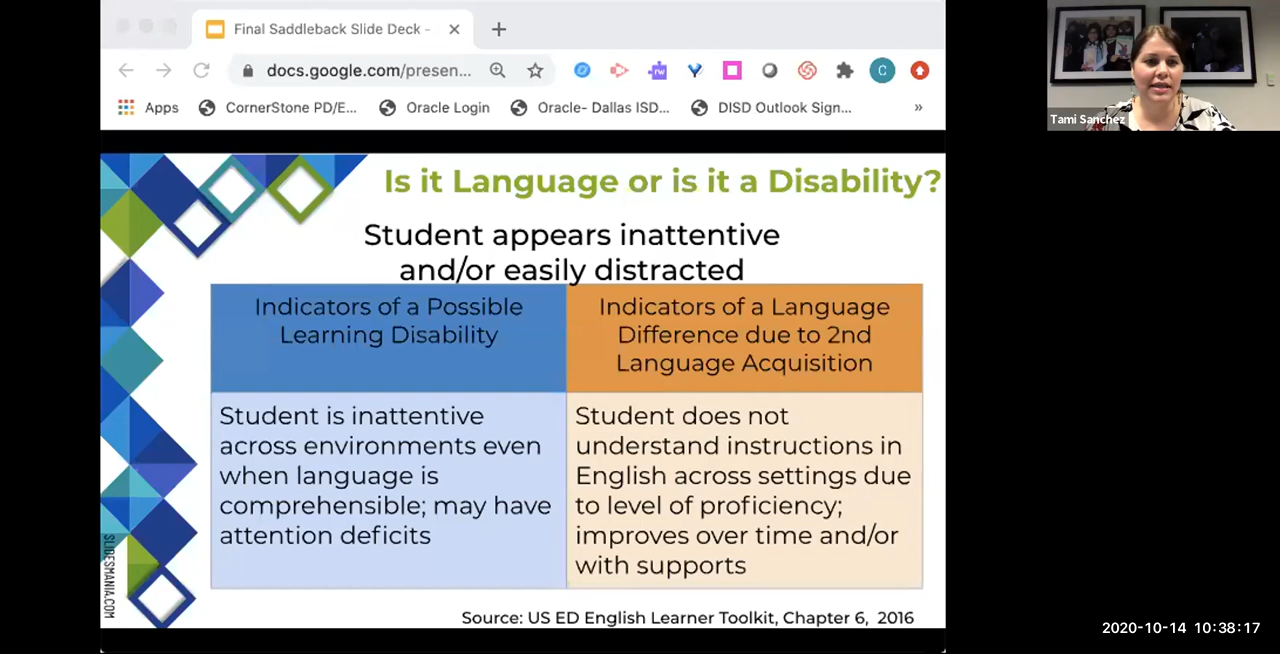 Final Saddleback Slide Deck -
docs.google.com/presen...
rw
C
Apps
CornerStone PD/E...
Oracle Login
Oracle- Dallas ISD...
DISD Outlook Sign...
»
Tami Sanchez
Is it Language or is it a Disability?
Student appears inattentive
and/or easily distracted
Indicators of a Possible
Learning Disability
Indicators of a Language
Difference due to 2nd
Language Acquisition
Student is inattentive
across environments even
when language is
comprehensible; may have
attention deficits
Student does not
understand instructions in
English across settings due
to level of proficiency;
improves over time and/or
with supports
SLIDESMANIA.COM
Source: US ED English Learner Toolkit, Chapter 6, 2016
2020-10-14 10:38:17